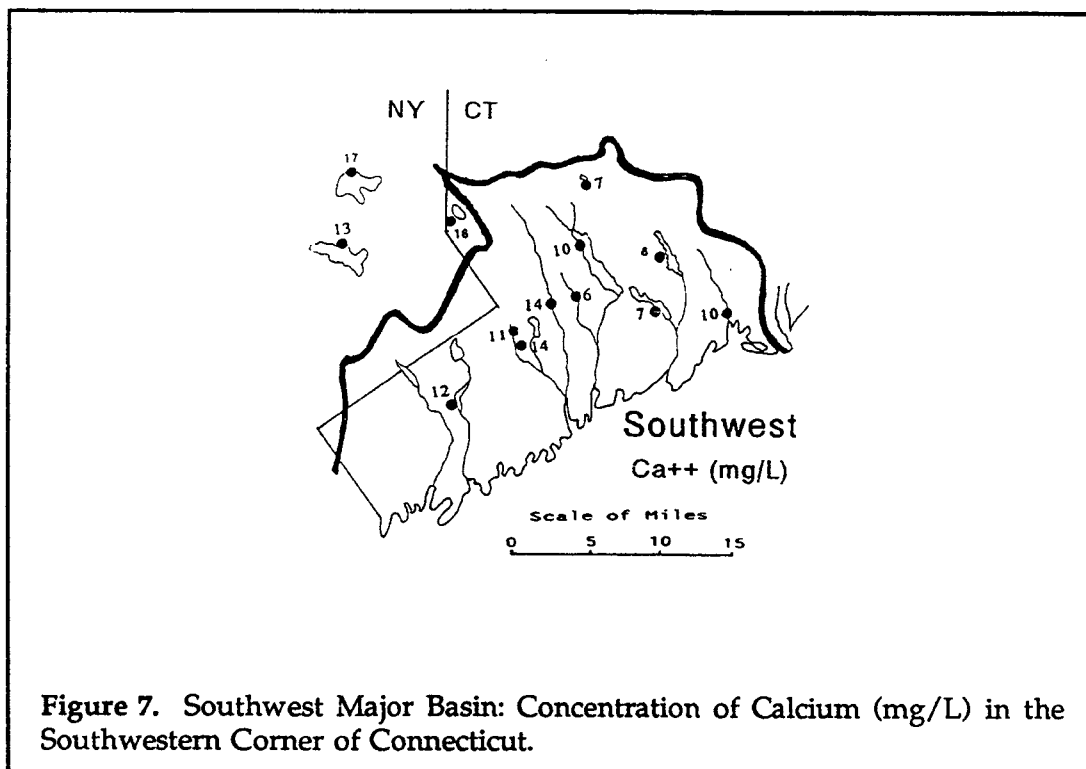 NY CT
17
7
16
13
10
8
6
14
7
10
11
14
12
Southwest
Ca++ (mg/L)
Scale of Miles
0 5 10 15
Figure 7. Southwest Major Basin: Concentration of Calcium (mg/L) in the
Southwestern Corner of Connecticut.